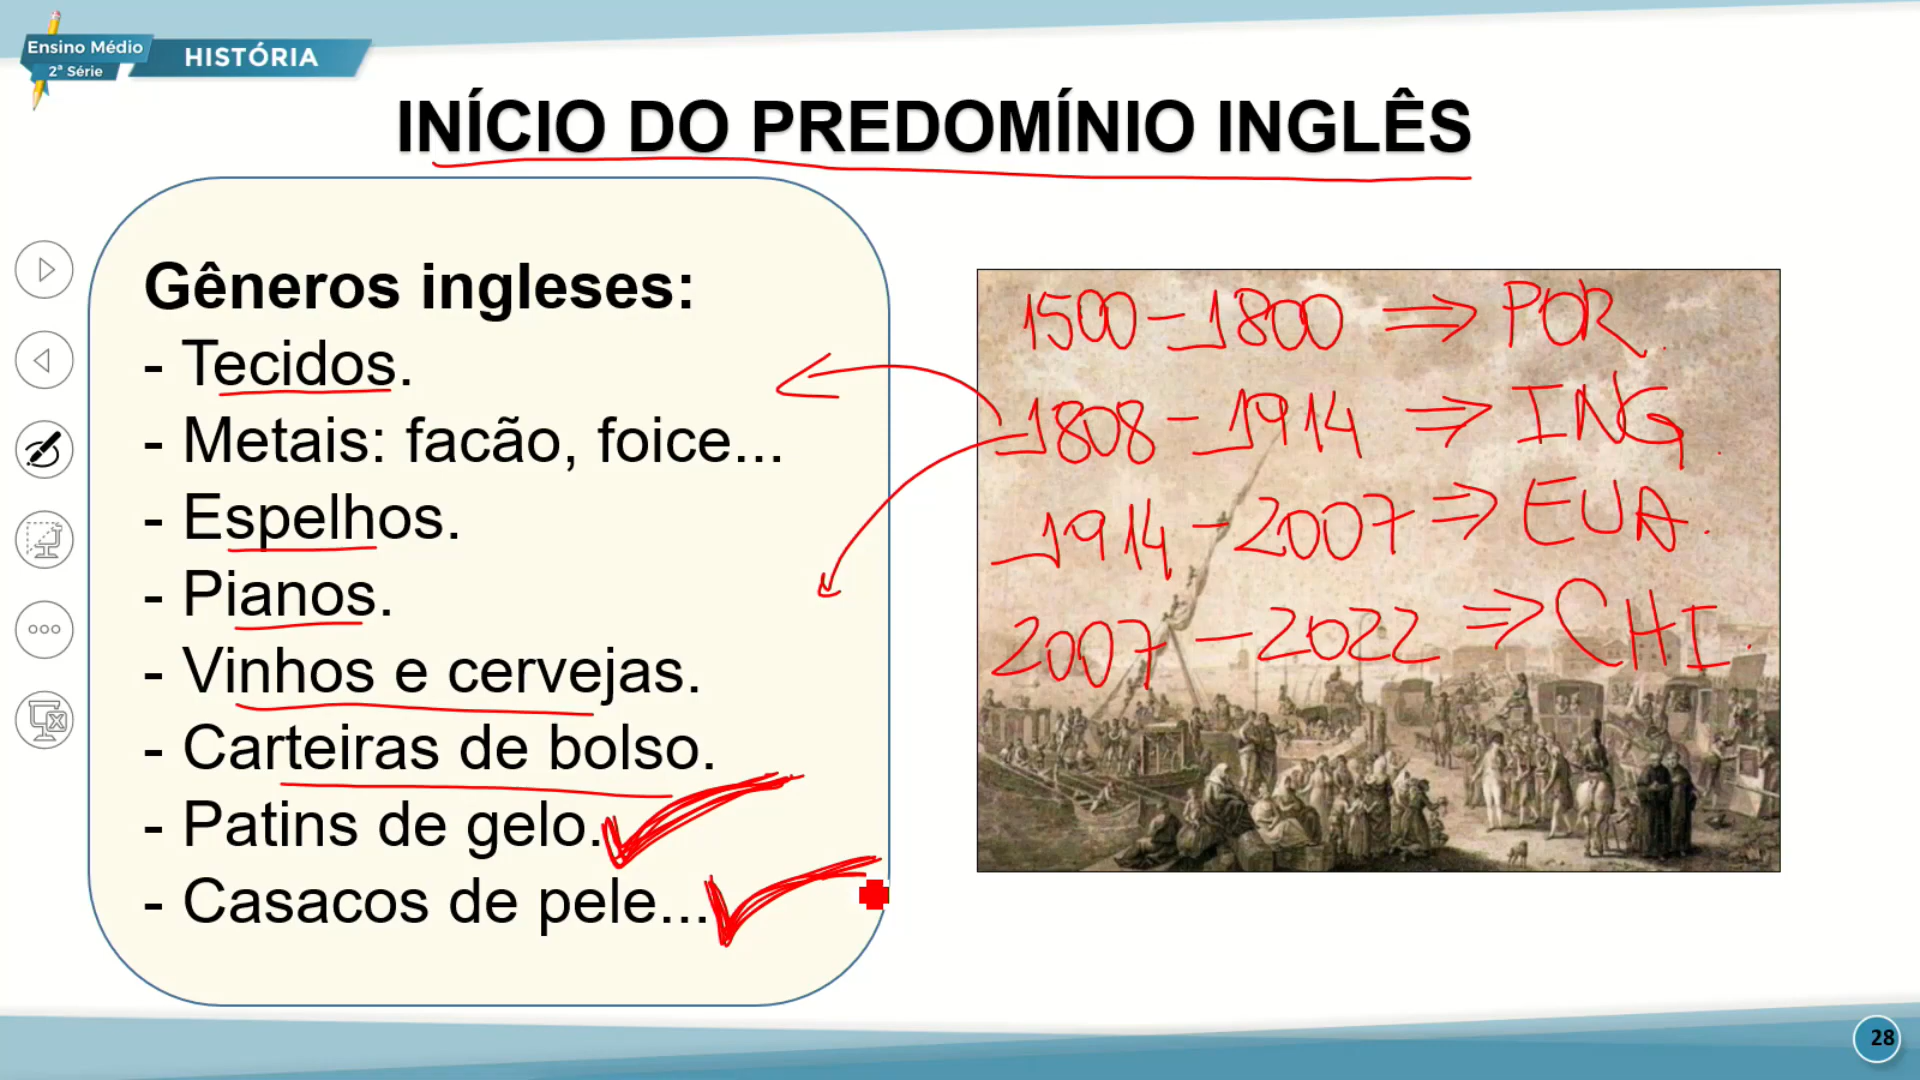 Ensino Médio
2ª Série
HISTÓRIA
INÍCIO DO PREDOMÍNIO INGLÊS
Gêneros ingleses:
- Tecidos.
- Metais: facão, foice...
- Espelhos.
- Pianos.
- Vinhos e cervejas.
- Carteiras de bolso.
- Patins de gelo.
- Casacos de pele...
1500-1800 ⇒ POR.
1808-1914 ⇒ ING.
1914-2007 ⇒ EUA.
2007-2022 ⇒ CHI.
28